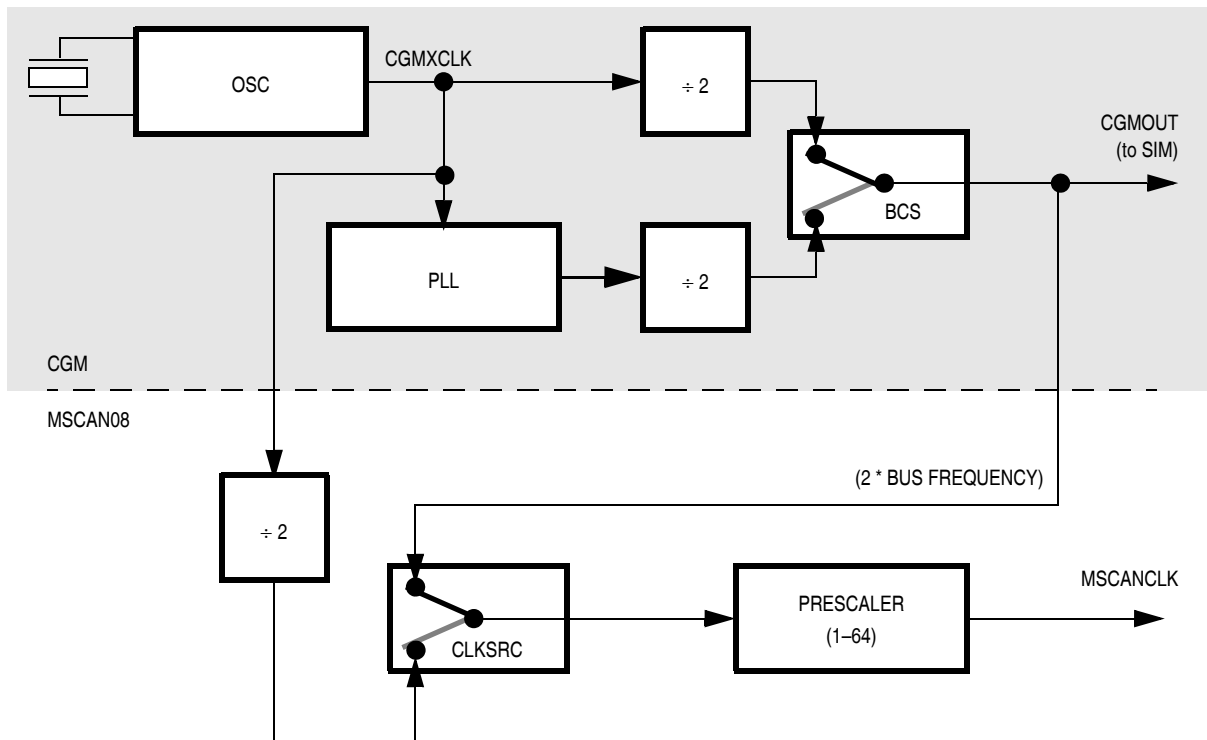 CGMXCLK
OSC
÷ 2
CGMOUT
(to SIM)
BCS
PLL
÷ 2
CGM
MSCAN08
(2 * BUS FREQUENCY)
÷ 2
CLKSRC
PRESCALER
(1–64)
MSCANCLK